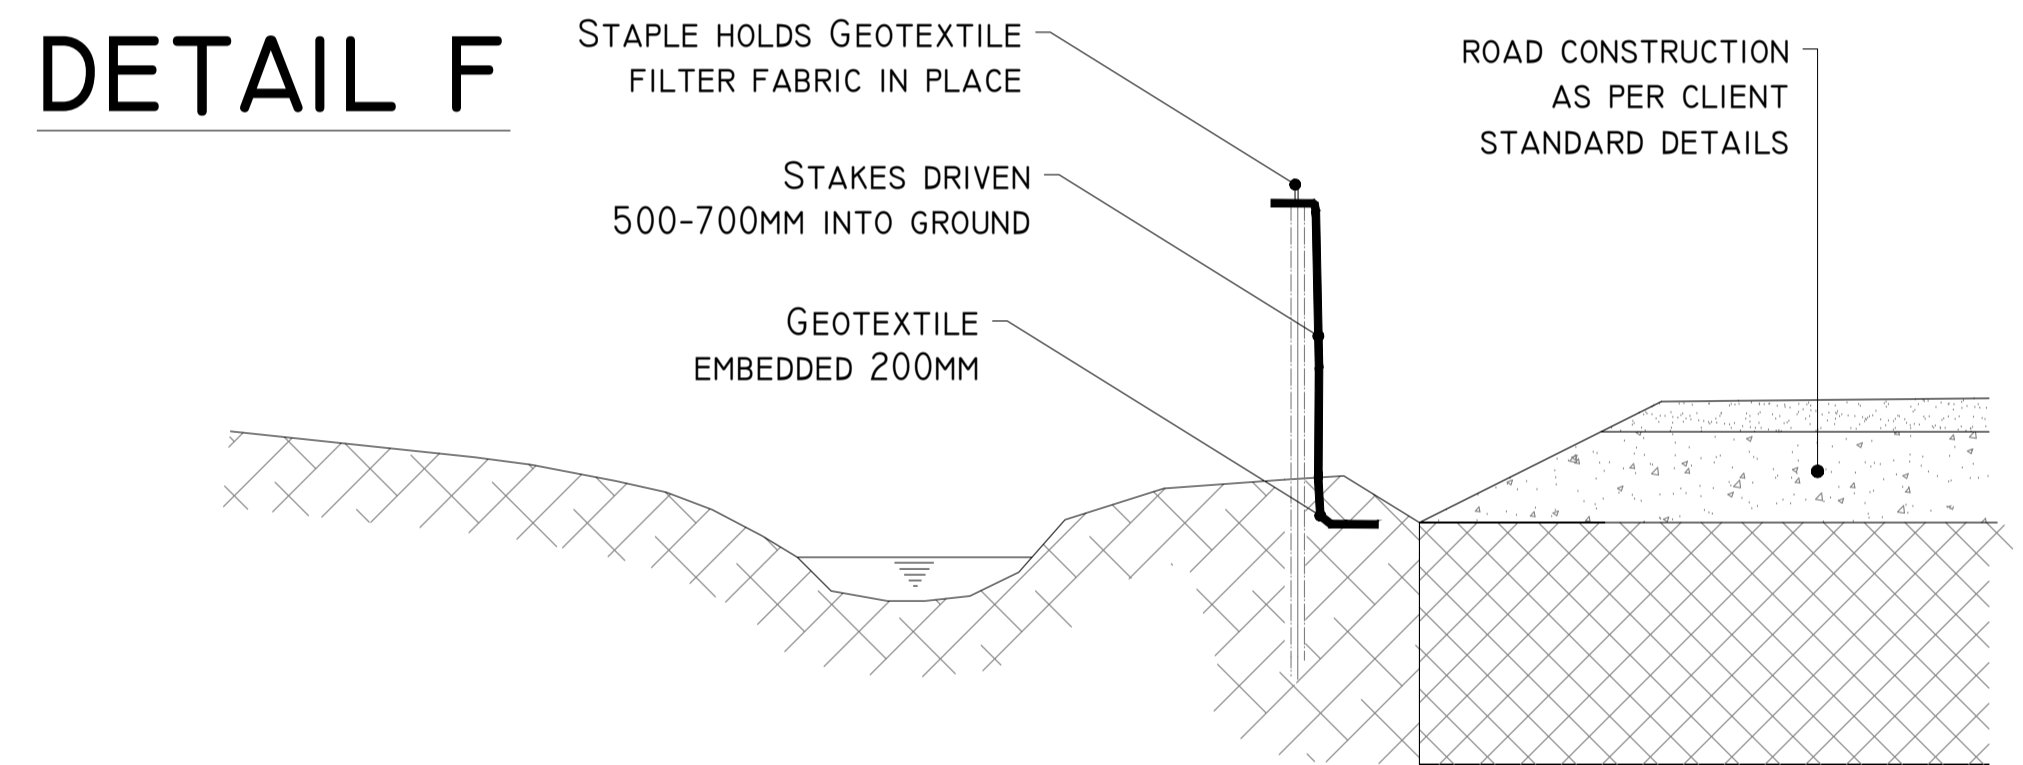 DETAIL F
STAPLE HOLDS GEOTEXTILE
FILTER FABRIC IN PLACE
STAKES DRIVEN
500-700MM INTO GROUND
GEOTEXTILE
EMBEDDED 200MM
ROAD CONSTRUCTION
AS PER CLIENT
STANDARD DETAILS